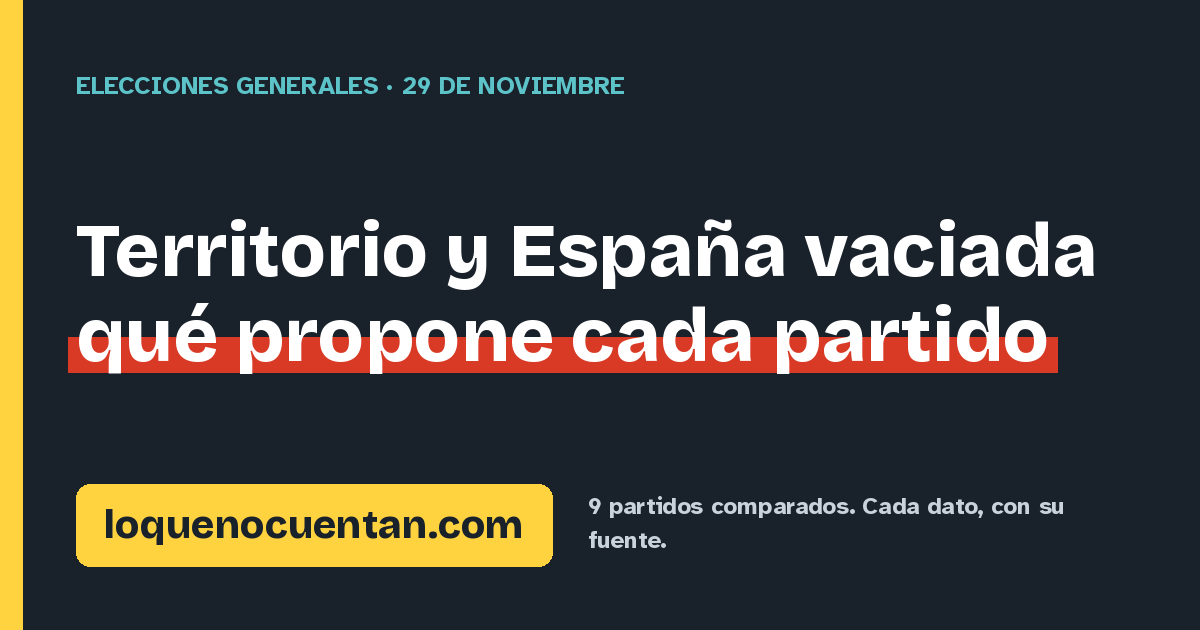 ELECCIONES GENERALES · 29 DE NOVIEMBRE
Territorio y España vaciada
qué propone cada partido
loquenocuentan.com
9 partidos comparados. Cada dato, con su
fuente.